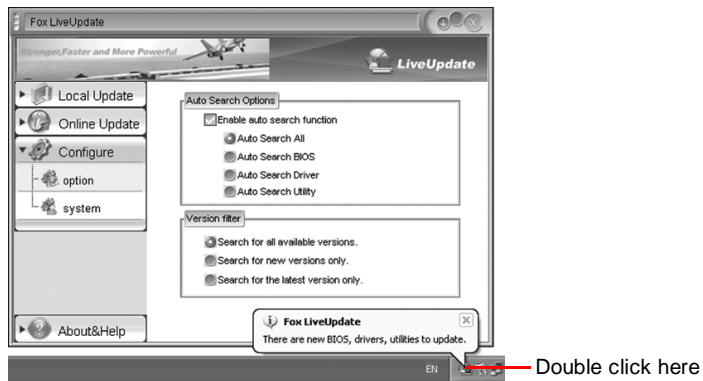 Fox LiveUpdate
Stronger,Faster and More Powerful
LiveUpdate
Local Update
Online Update
Configure
option
system
About&Help
Auto Search Options
Enable auto search function
Auto Search All
Auto Search BIOS
Auto Search Driver
Auto Search Utility
Version filter
Search for all available versions.
Search for new versions only.
Search for the latest version only.
Fox LiveUpdate
There are new BIOS, drivers, utilities to update.
EN
Double click here